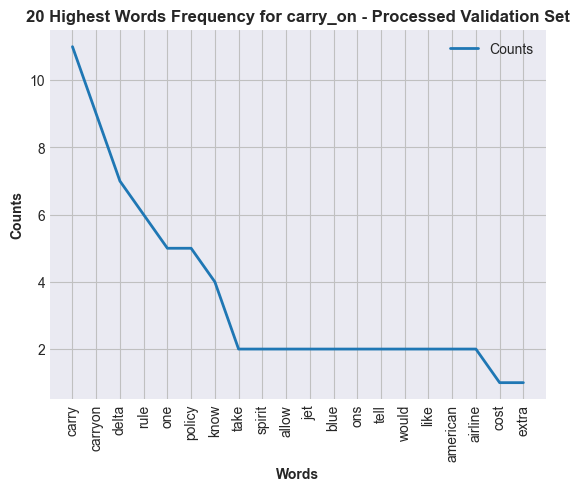 20 Highest Words Frequency for carry_on - Processed Validation Set
Counts
10
8
6
4
2
Counts
carry
carryon
delta
rule
one
policy
know
take
spirit
allow
jet
blue
ons
tell
would
like
american
airline
cost
extra
Words